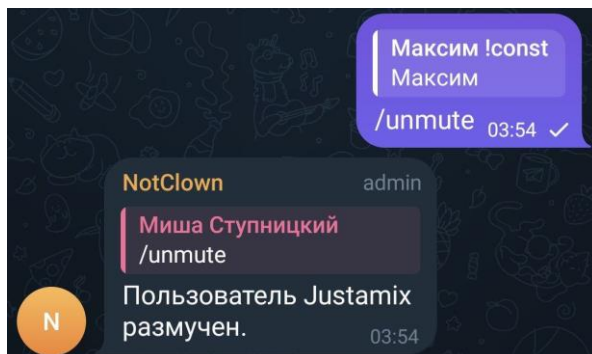 Максим !const
Максим
/unmute 03:54
NotClown admin
Миша Ступницкий
/unmute
Пользователь Justamix
размучен. 03:54
N